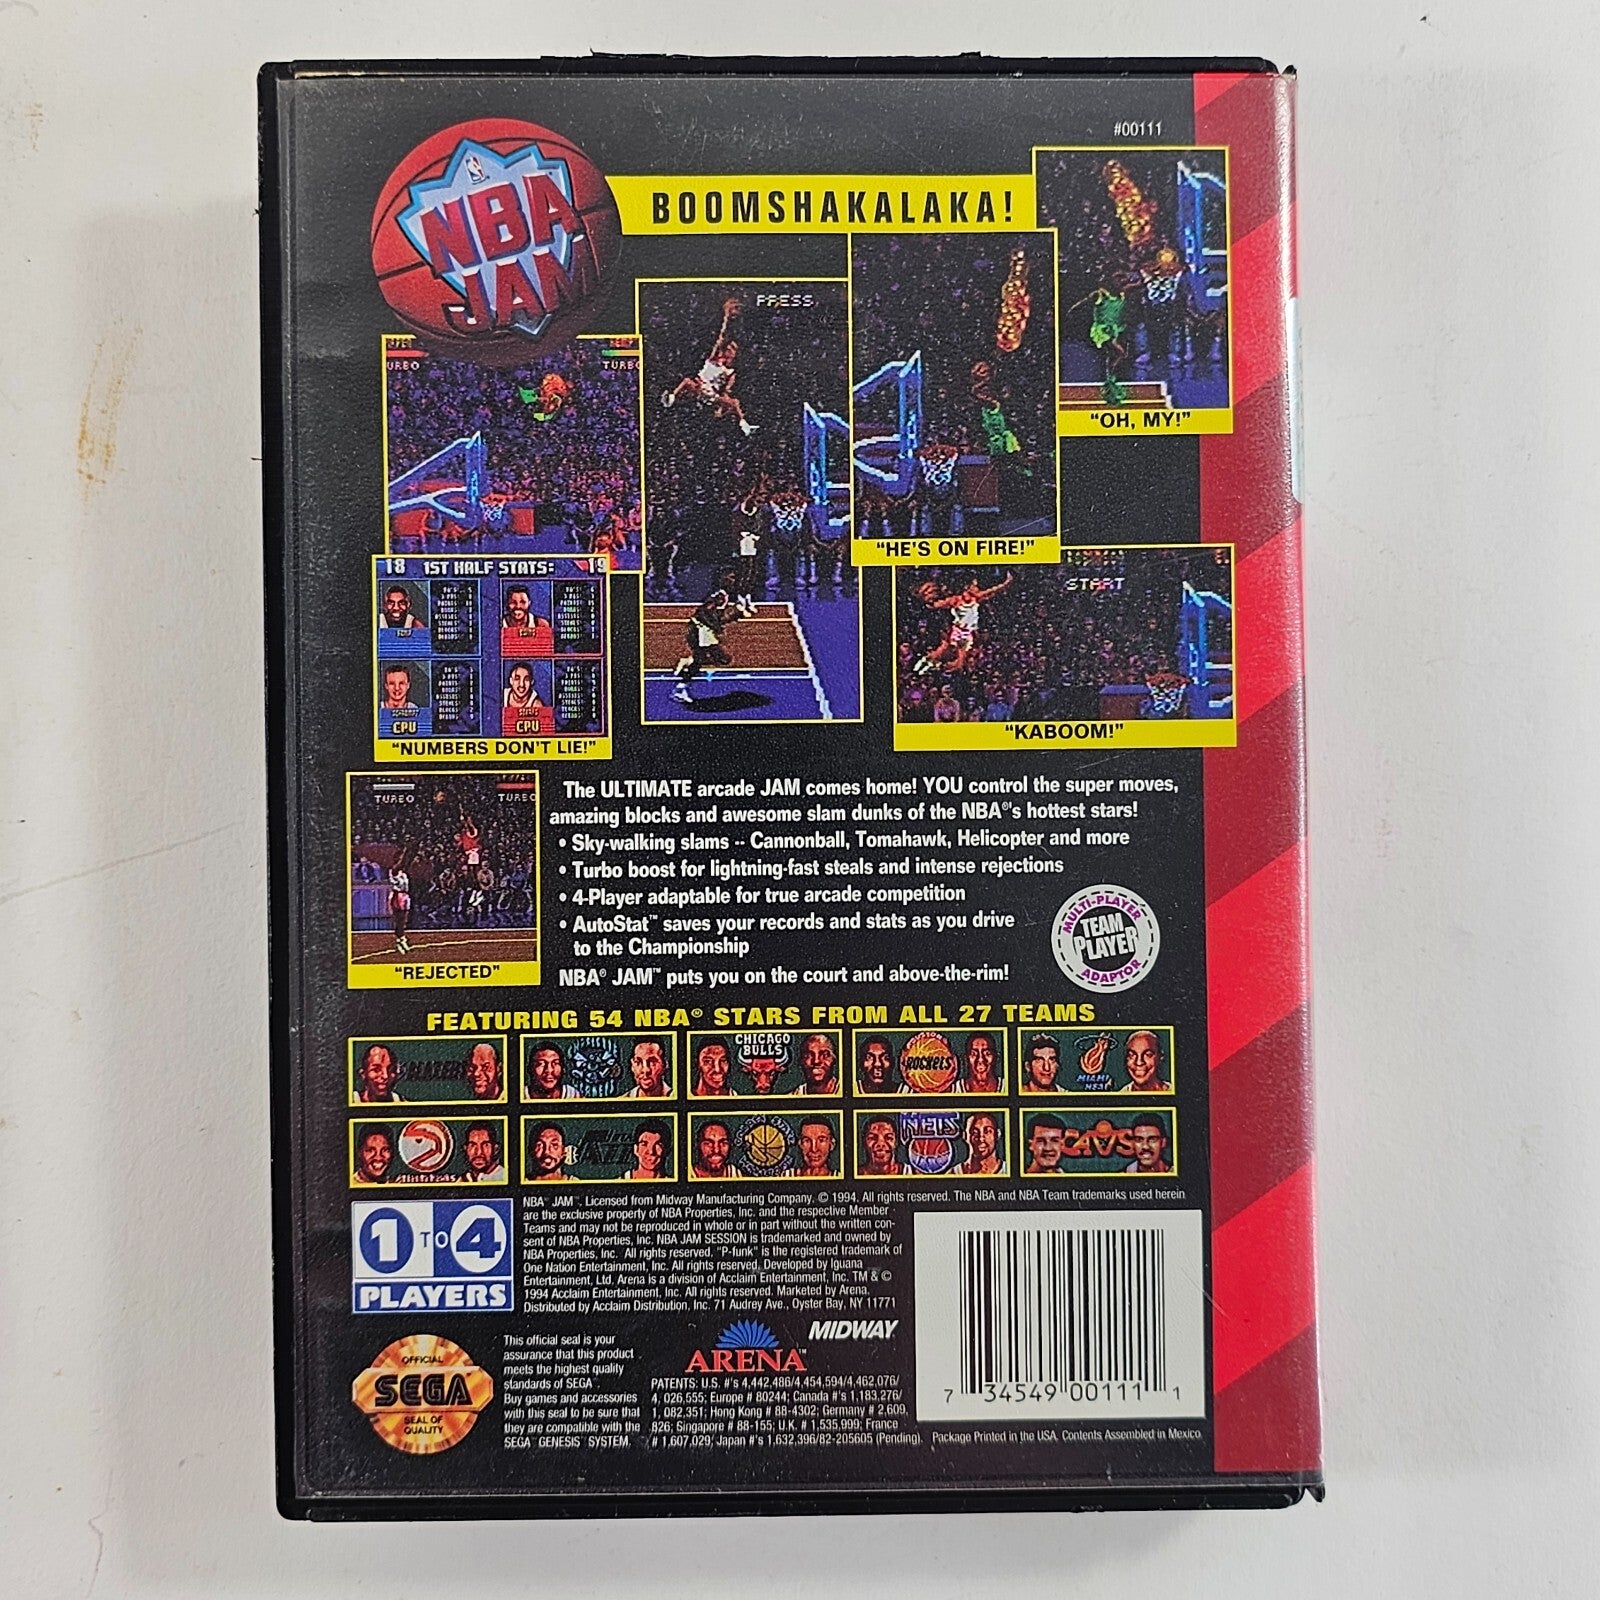 #00111
NBA
JAM
BOOMSHAKALAKA!
PRESS
TURBO
"OH, MY!"
"HE'S ON FIRE!"
18 1ST HALF STATS: 19
CPU CPU
"NUMBERS DON'T LIE!"
START
"KABOOM!"
TURBO TURBO
"REJECTED"
The ULTIMATE arcade JAM comes home! YOU control the super moves,
amazing blocks and awesome slam dunks of the NBA®'s hottest stars!
• Sky-walking slams -- Cannonball, Tomahawk, Helicopter and more
• Turbo boost for lightning-fast steals and intense rejections
• 4-Player adaptable for true arcade competition
• AutoStat™ saves your records and stats as you drive
to the Championship
NBA® JAM™ puts you on the court and above-the-rim!
MULTI-PLAYER
TEAM
PLAYER
ADAPTOR
FEATURING 54 NBA® STARS FROM ALL 27 TEAMS
CHICAGO
BULLS
ROCKETS
MIAMI
HEAT
NETS
CAVS
1 TO 4
PLAYERS
NBA® JAM™. Licensed from Midway Manufacturing Company, © 1994. All rights reserved. The NBA and NBA Team trademarks used herein
are the exclusive property of NBA Properties, Inc. and the respective Member
Teams and may not be reproduced in whole or in part without the written con-
sent of NBA Properties, Inc. NBA JAM SESSION is trademarked and owned by
NBA Properties, Inc. All rights reserved. "P-funk" is the registered trademark of
One Nation Entertainment, Inc. All rights reserved. Developed by Iguana
Entertainment, Ltd. Arena is a division of Acclaim Entertainment, Inc. TM & ©
1994 Acclaim Entertainment, Inc. All rights reserved. Marketed by Arena.
Distributed by Acclaim Distribution, Inc. 71 Audrey Ave., Oyster Bay, NY 11771
OFFICIAL
SEGA™
SEAL OF
QUALITY
This official seal is your
assurance that this product
meets the highest quality
standards of SEGA™.
Buy games and accessories
with this seal to be sure that
they are compatible with the
SEGA™ GENESIS™ SYSTEM.
ARENA™
MIDWAY
PATENTS: U.S. #'s 4,442,486/4,454,594/4,462,076/
4,026,555; Europe # 80244; Canada #'s 1,183,276/
1,082,351; Hong Kong # 88-4302; Germany # 2,609,
826; Singapore # 88-155; U.K. # 1,535,999; France
# 1,607,029; Japan #'s 1,632,396/82-205605 (Pending).
7 34549 00111 1
Package Printed in the USA. Contents Assembled in Mexico